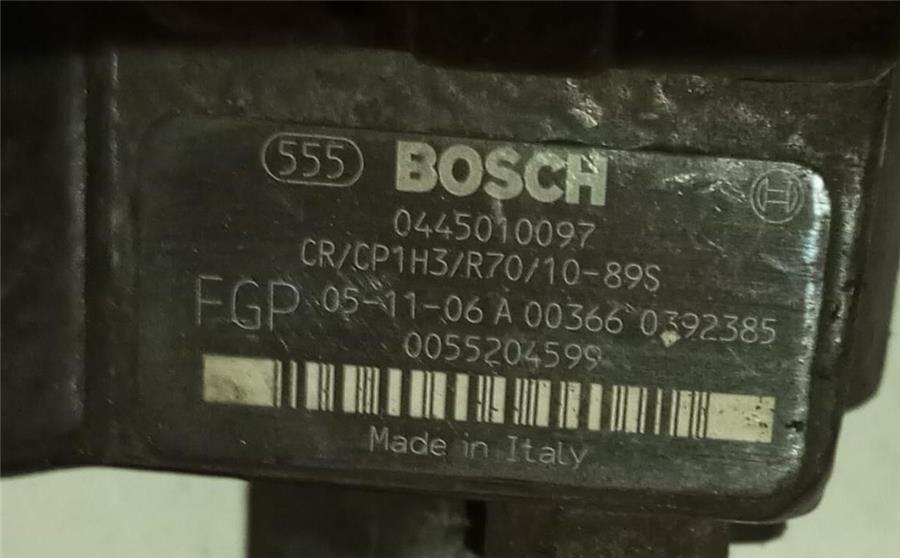 555 BOSCH
0445010097
CR/CP1H3/R70/10-89S
FGP 05-11-06 A 00366 0392385
0055204599
Made in Italy